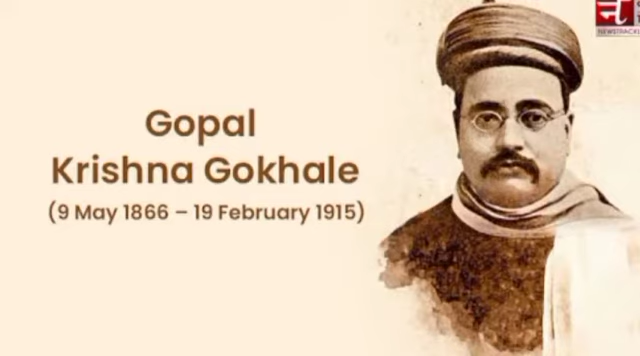 Gopal
Krishna Gokhale
(9 May 1866 – 19 February 1915)
न